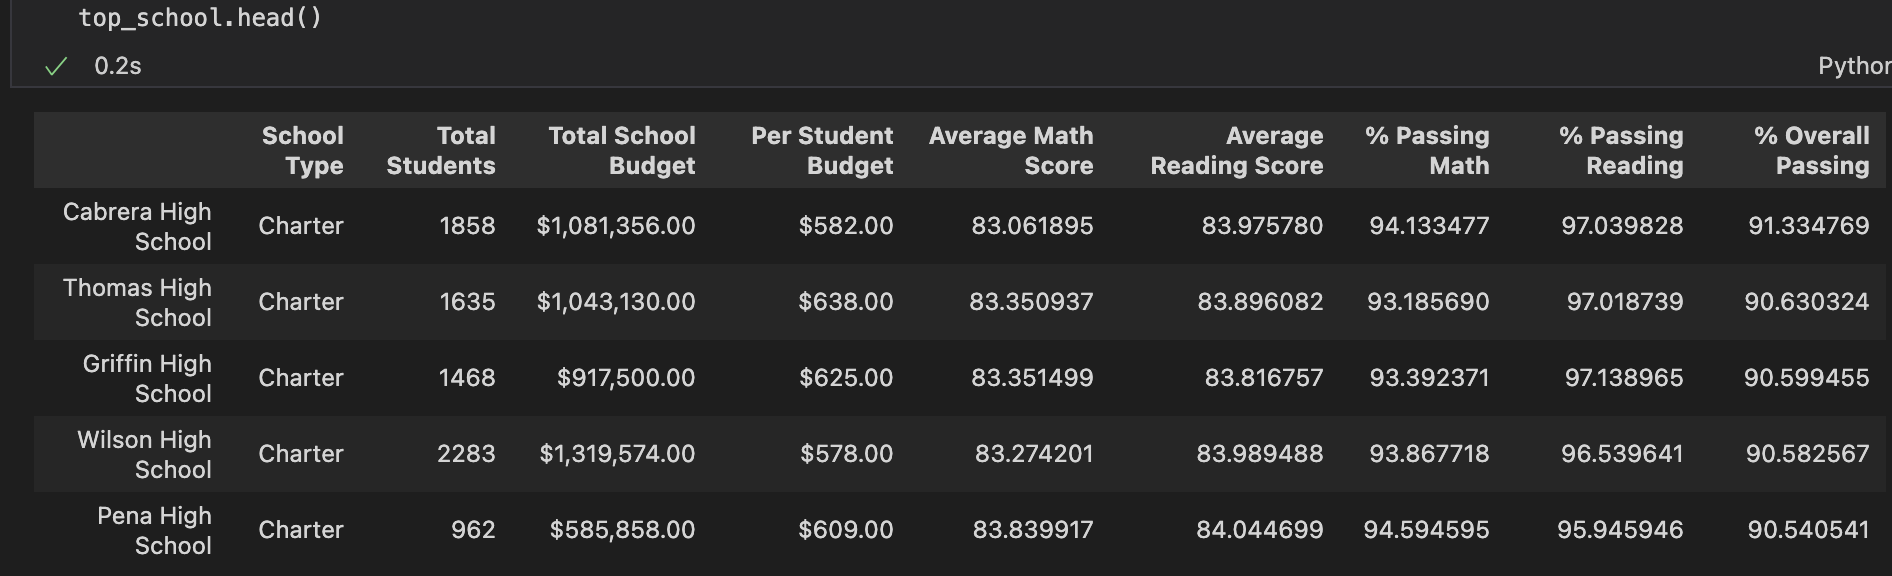 top_school.head()
0.2s Python
School Type Total Students Total School Budget Per Student Budget Average Math Score Average Reading Score % Passing Math % Passing Reading % Overall Passing
Cabrera High School Charter 1858 $1,081,356.00 $582.00 83.061895 83.975780 94.133477 97.039828 91.334769
Thomas High School Charter 1635 $1,043,130.00 $638.00 83.350937 83.896082 93.185690 97.018739 90.630324
Griffin High School Charter 1468 $917,500.00 $625.00 83.351499 83.816757 93.392371 97.138965 90.599455
Wilson High School Charter 2283 $1,319,574.00 $578.00 83.274201 83.989488 93.867718 96.539641 90.582567
Pena High School Charter 962 $585,858.00 $609.00 83.839917 84.044699 94.594595 95.945946 90.540541